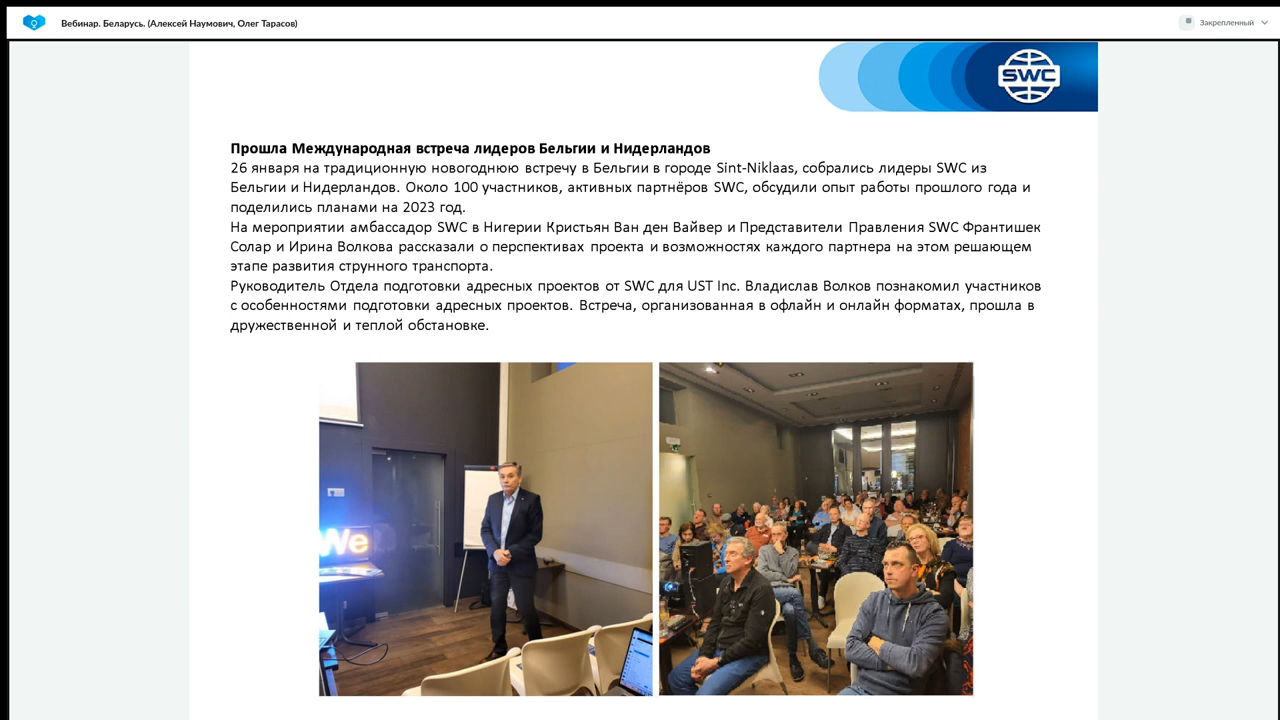 Вебинар. Беларусь. (Алексей Наумович, Олег Тарасов)
Закрепленный
SWC
Прошла Международная встреча лидеров Бельгии и Нидерландов
26 января на традиционную новогоднюю встречу в Бельгии в городе Sint-Niklaas, собрались лидеры SWC из
Бельгии и Нидерландов. Около 100 участников, активных партнёров SWC, обсудили опыт работы прошлого года и
поделились планами на 2023 год.
На мероприятии амбассадор SWC в Нигерии Кристьян Ван ден Вайвер и Представители Правления SWC Франтишек
Солар и Ирина Волкова рассказали о перспективах проекта и возможностях каждого партнера на этом решающем
этапе развития струнного транспорта.
Руководитель Отдела подготовки адресных проектов от SWC для UST Inc. Владислав Волков познакомил участников
с особенностями подготовки адресных проектов. Встреча, организованная в офлайн и онлайн форматах, прошла в
дружественной и теплой обстановке.
We